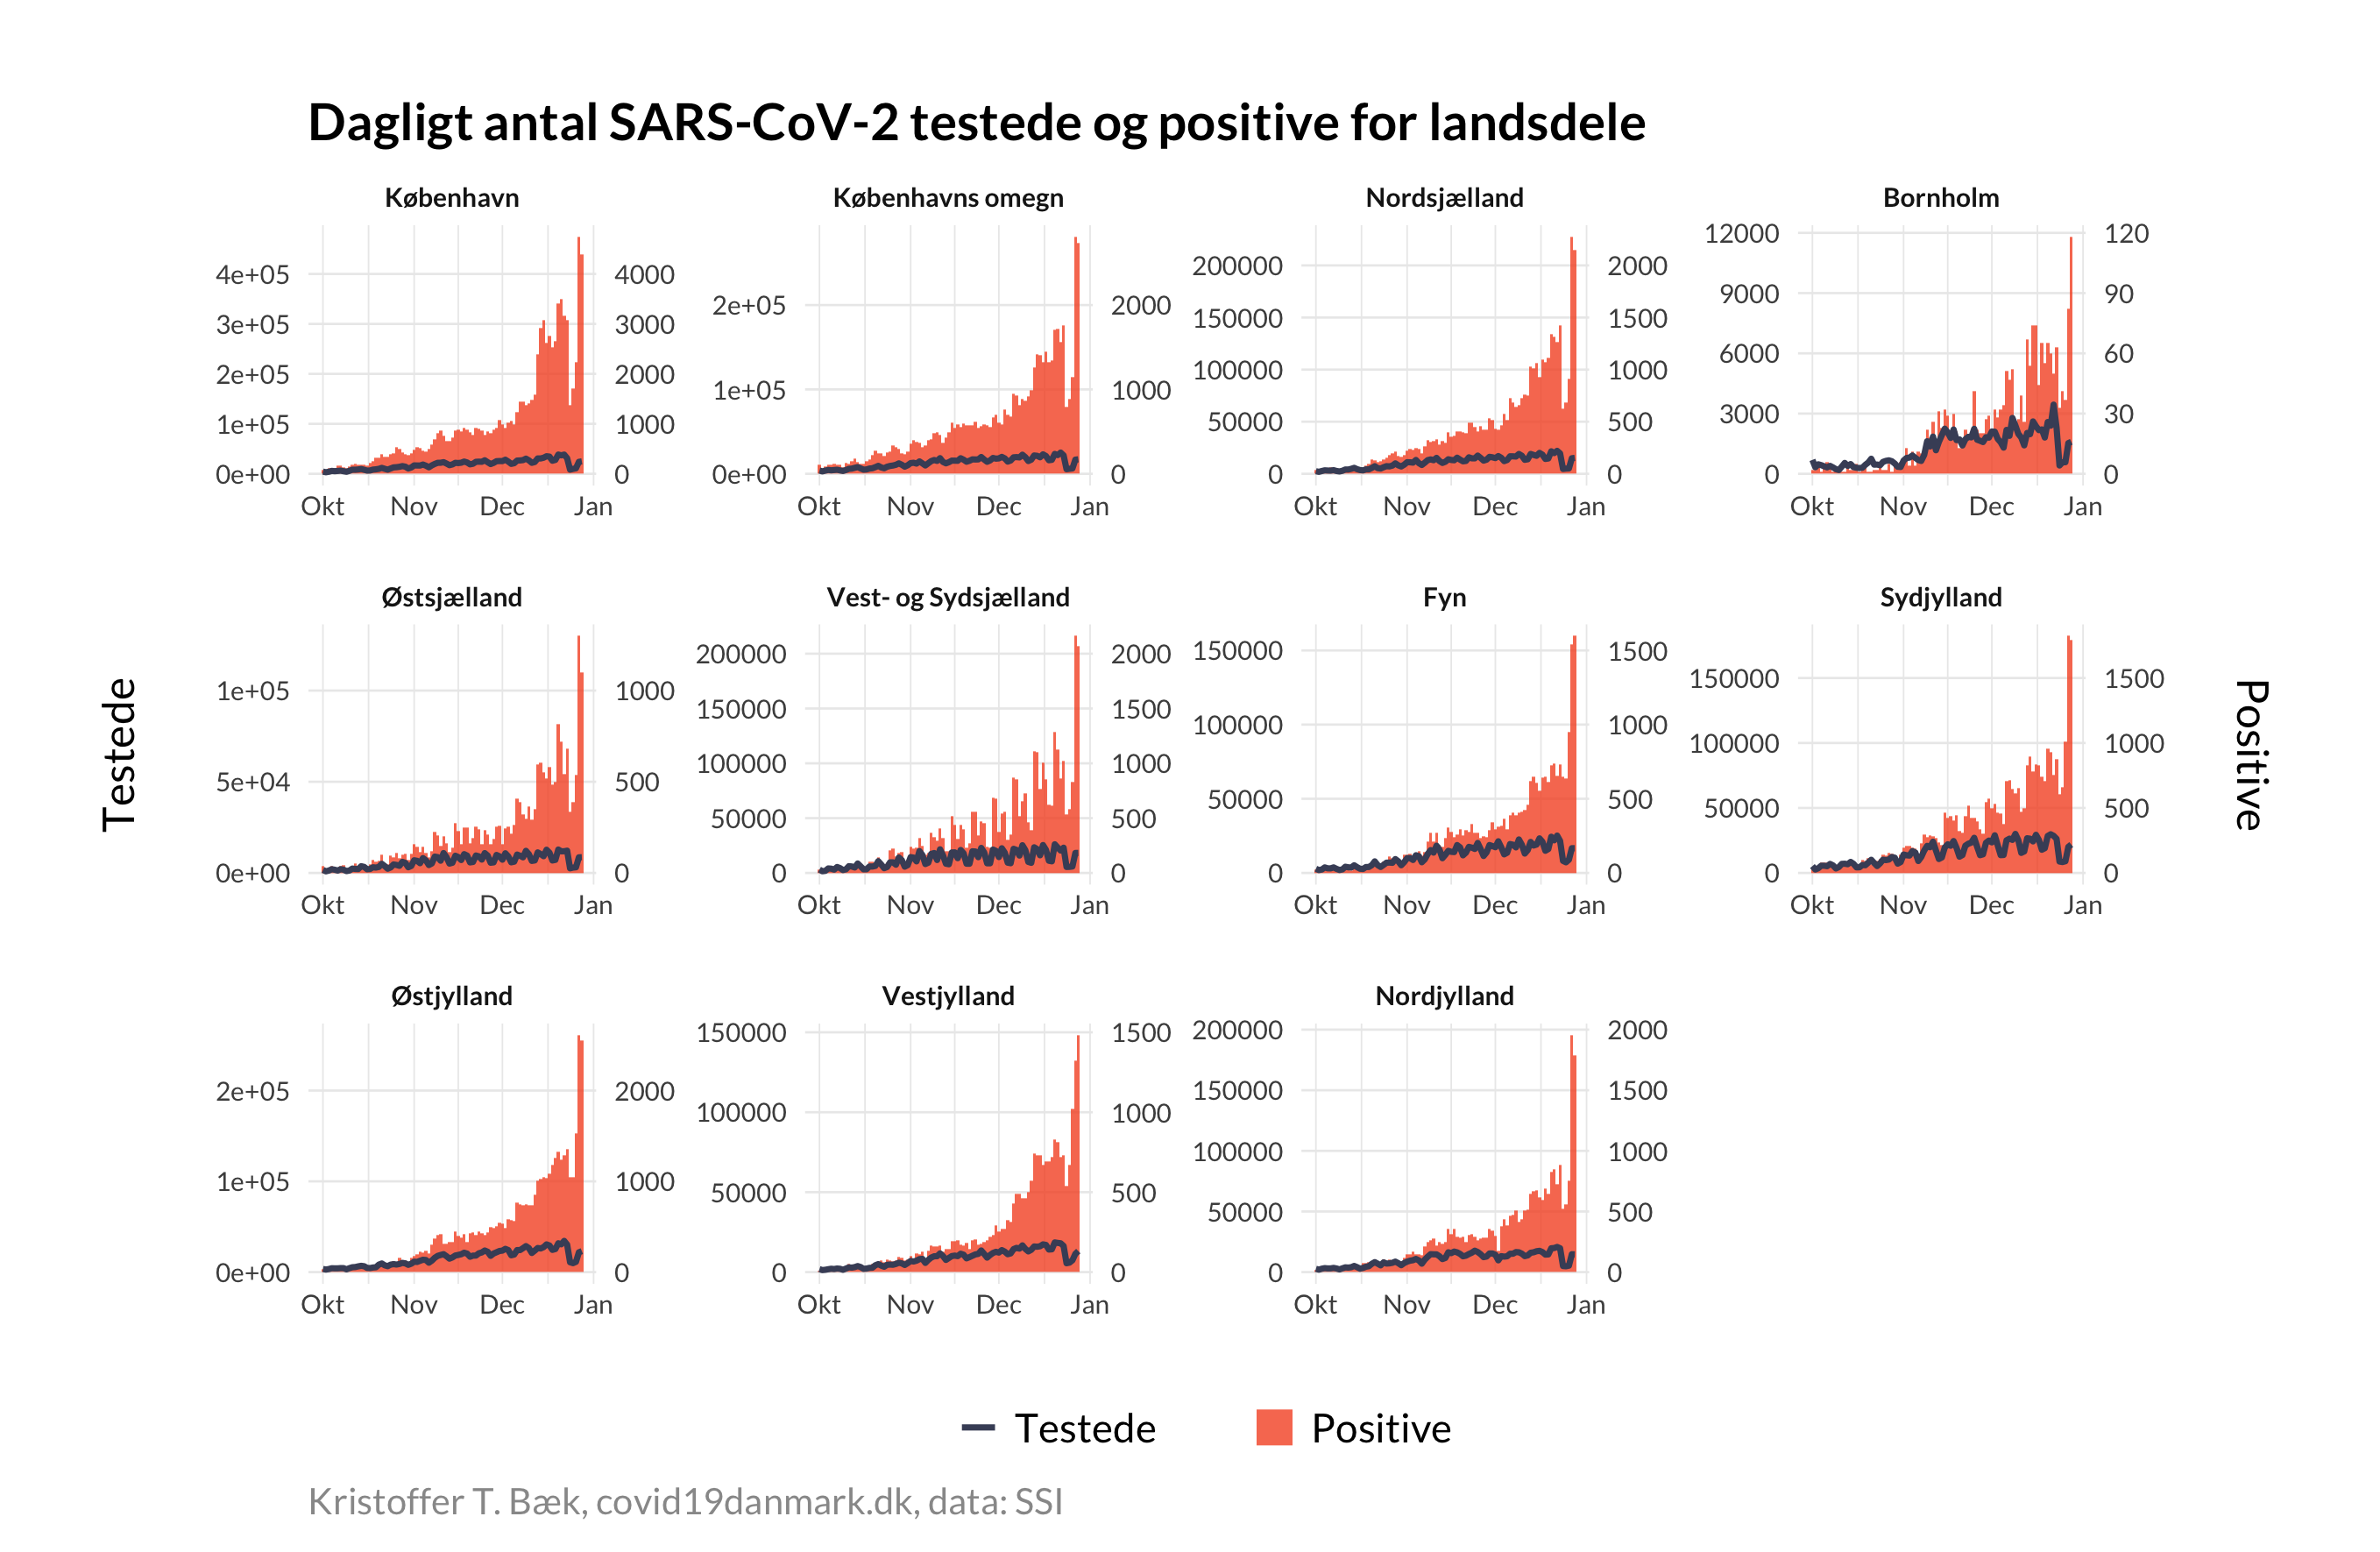 Dagligt antal SARS-CoV-2 testede og positive for landsdele
København
Københavns omegn
Nordsjælland
Bornholm
4e+05
3e+05
2e+05
1e+05
0e+00
4000
3000
2000
1000
0
Okt Nov Dec Jan
2e+05
1e+05
0e+00
2000
1000
0
Okt Nov Dec Jan
200000
150000
100000
50000
0
2000
1500
1000
500
0
Okt Nov Dec Jan
12000
9000
6000
3000
0
120
90
60
30
0
Okt Nov Dec Jan
Testede
Positive
Østsjælland
Vest- og Sydsjælland
Fyn
Sydjylland
1e+05
5e+04
0e+00
1000
500
0
Okt Nov Dec Jan
200000
150000
100000
50000
0
2000
1500
1000
500
0
Okt Nov Dec Jan
150000
100000
50000
0
1500
1000
500
0
Okt Nov Dec Jan
150000
100000
50000
0
1500
1000
500
0
Okt Nov Dec Jan
Østjylland
Vestjylland
Nordjylland
2e+05
1e+05
0e+00
2000
1000
0
Okt Nov Dec Jan
150000
100000
50000
0
1500
1000
500
0
Okt Nov Dec Jan
200000
150000
100000
50000
0
2000
1500
1000
500
0
Okt Nov Dec Jan
Testede Positive
Kristoffer T. Bæk, covid19danmark.dk, data: SSI